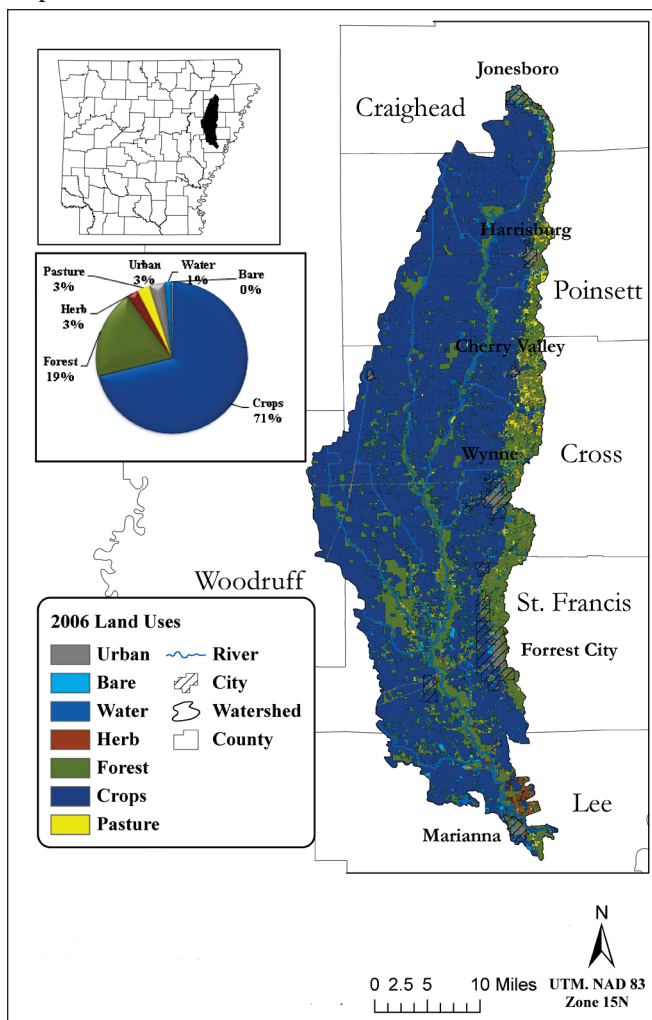 Jonesboro
Craighead
Harrisburg
Poinsett
Cherry Valley
Wynne
Cross
Woodruff
St. Francis
Forrest City
Lee
Marianna
Pasture
3%
Urban
3%
Water
1%
Bare
0%
Herb
3%
Forest
19%
Crops
71%
2006 Land Uses
Urban
Bare
Water
Herb
Forest
Crops
Pasture
River
City
Watershed
County
N
0 2.5 5 10 Miles
UTM. NAD 83
Zone 15N